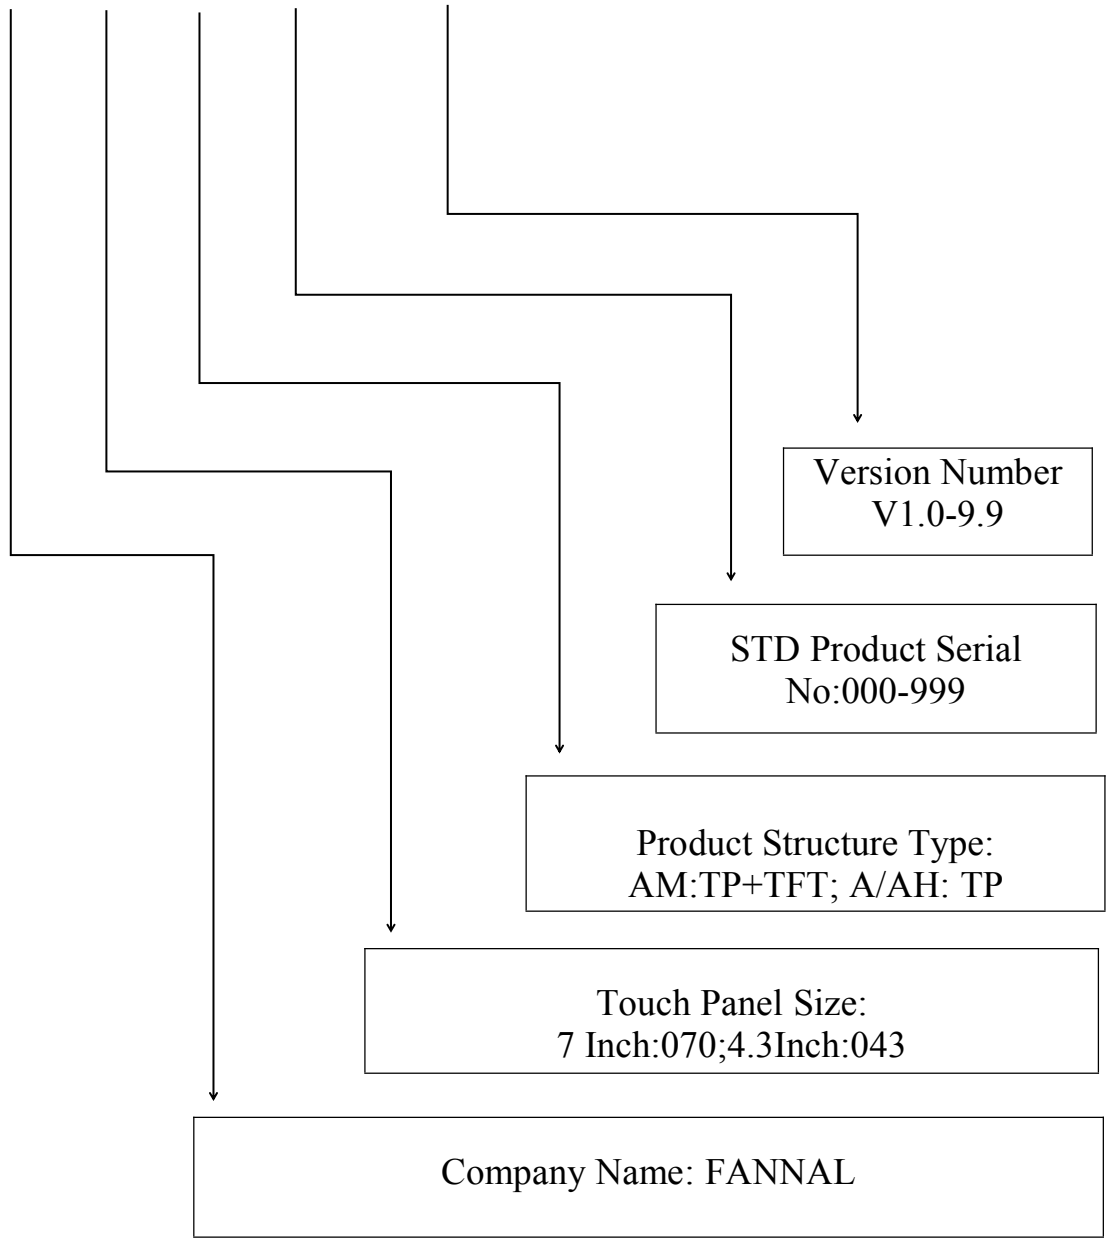 Version Number
V1.0-9.9
STD Product Serial
No:000-999
Product Structure Type:
AM:TP+TFT; A/AH: TP
Touch Panel Size:
7 Inch:070;4.3Inch:043
Company Name: FANNAL